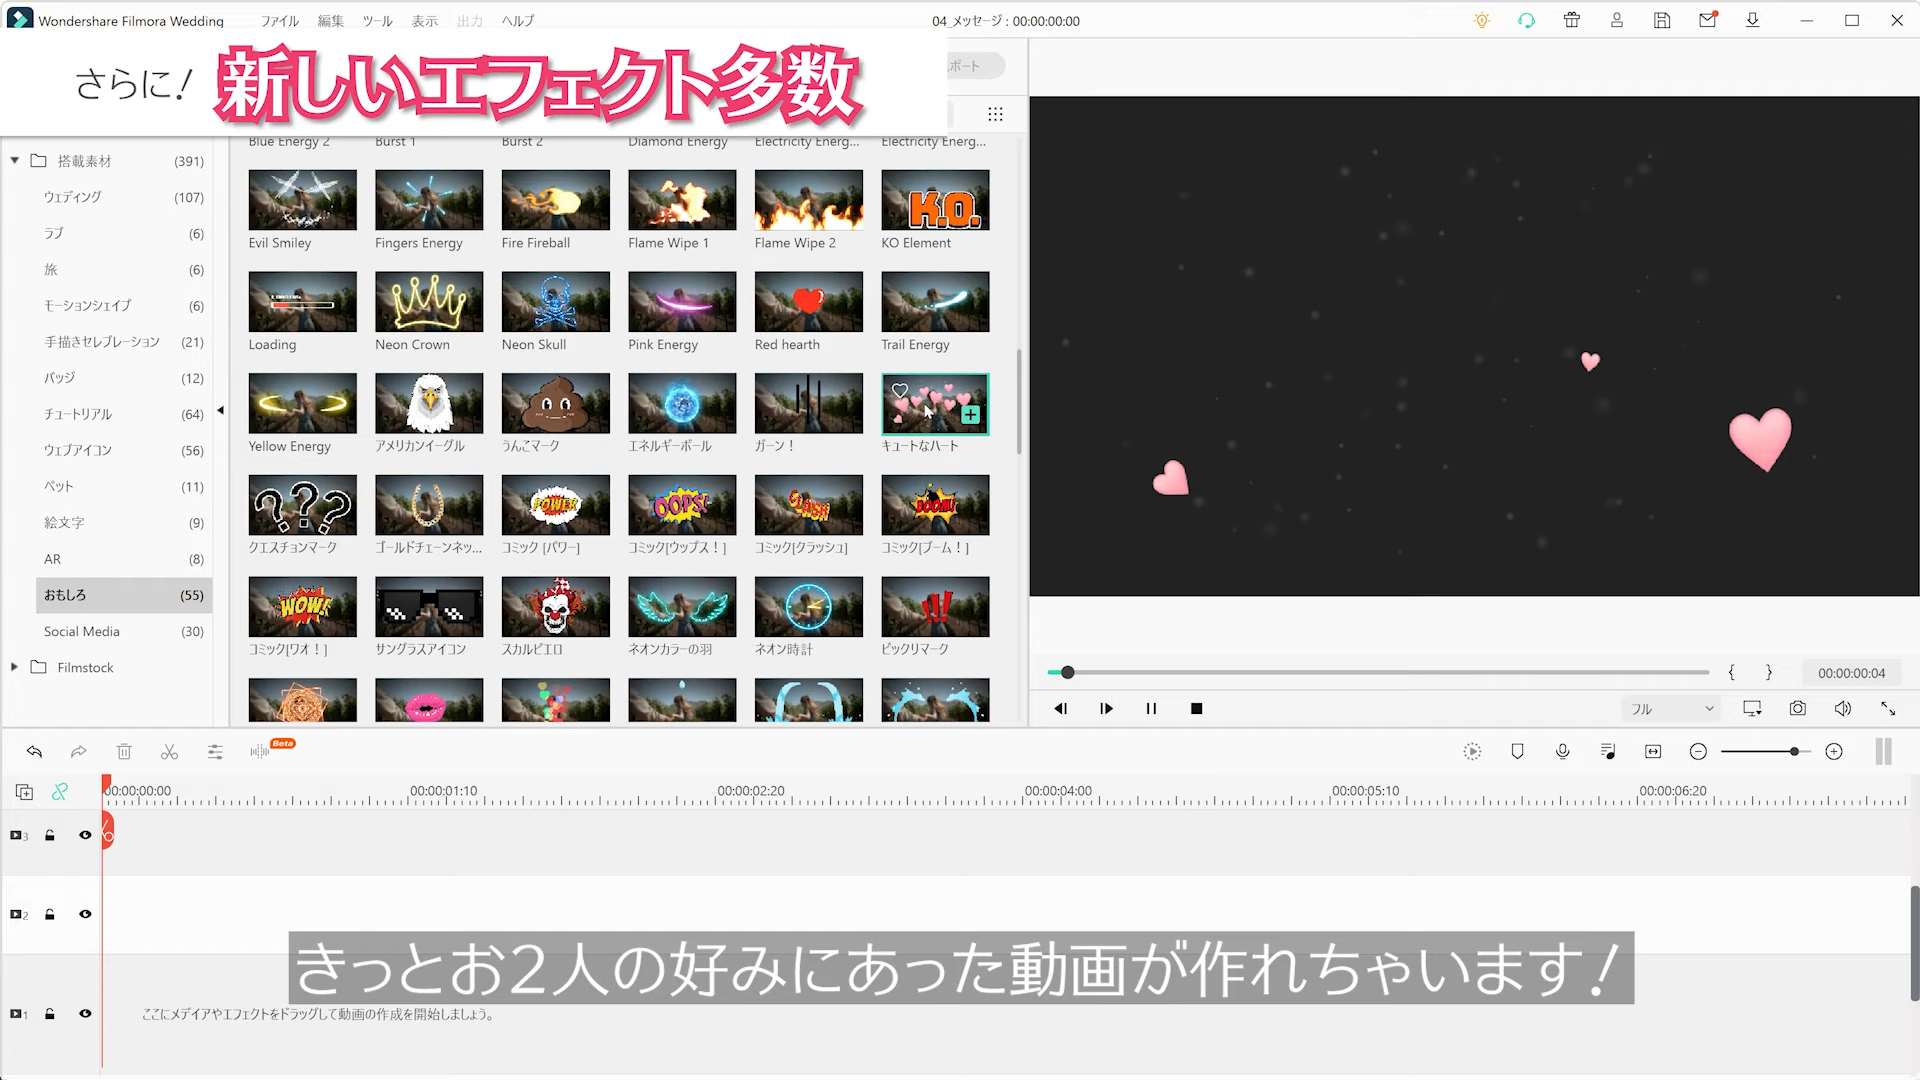 Wondershare Filmora Wedding
ファイル 編集 ツール 表示 出力 ヘルプ
04_メッセージ : 00:00:00:00
さらに！ 新しいエフェクト多数
ポート
搭載素材 (391)
ウェディング (107)
ラブ (6)
旅 (6)
モーションシェイプ (6)
手描きセレブレーション (21)
バッジ (12)
チュートリアル (64)
ウェブアイコン (56)
ペット (11)
絵文字 (9)
AR (8)
おもしろ (55)
Social Media (30)
Filmstock
Blue Energy 2 Burst 1 Burst 2 Diamond Energy Electricity Energ... Electricity Energ...
K.O.
Evil Smiley Fingers Energy Fire Fireball Flame Wipe 1 Flame Wipe 2 KO Element
Loading Neon Crown Neon Skull Pink Energy Red hearth Trail Energy
Yellow Energy アメリカンイーグル うんこマーク エネルギーボール ガーン！ キュートなハート
??? POWER OOPS! CLASH BOOM!
クエスチョンマーク ゴールドチェーンネッ... コミック [パワー] コミック[ウップス！] コミック[クラッシュ] コミック[ブーム！]
WOW! !!!
コミック[ワオ！] サングラスアイコン スカルピエロ ネオンカラーの羽 ネオン時計 ビックリマーク
{ } 00:00:00:04
フル
Beta
00:00:00:00 00:00:01:10 00:00:02:20 00:00:04:00 00:00:05:10 00:00:06:20
3
2
きっとお２人の好みにあった動画が作れちゃいます！
1
ここにメディアやエフェクトをドラッグして動画の作成を開始しましょう。